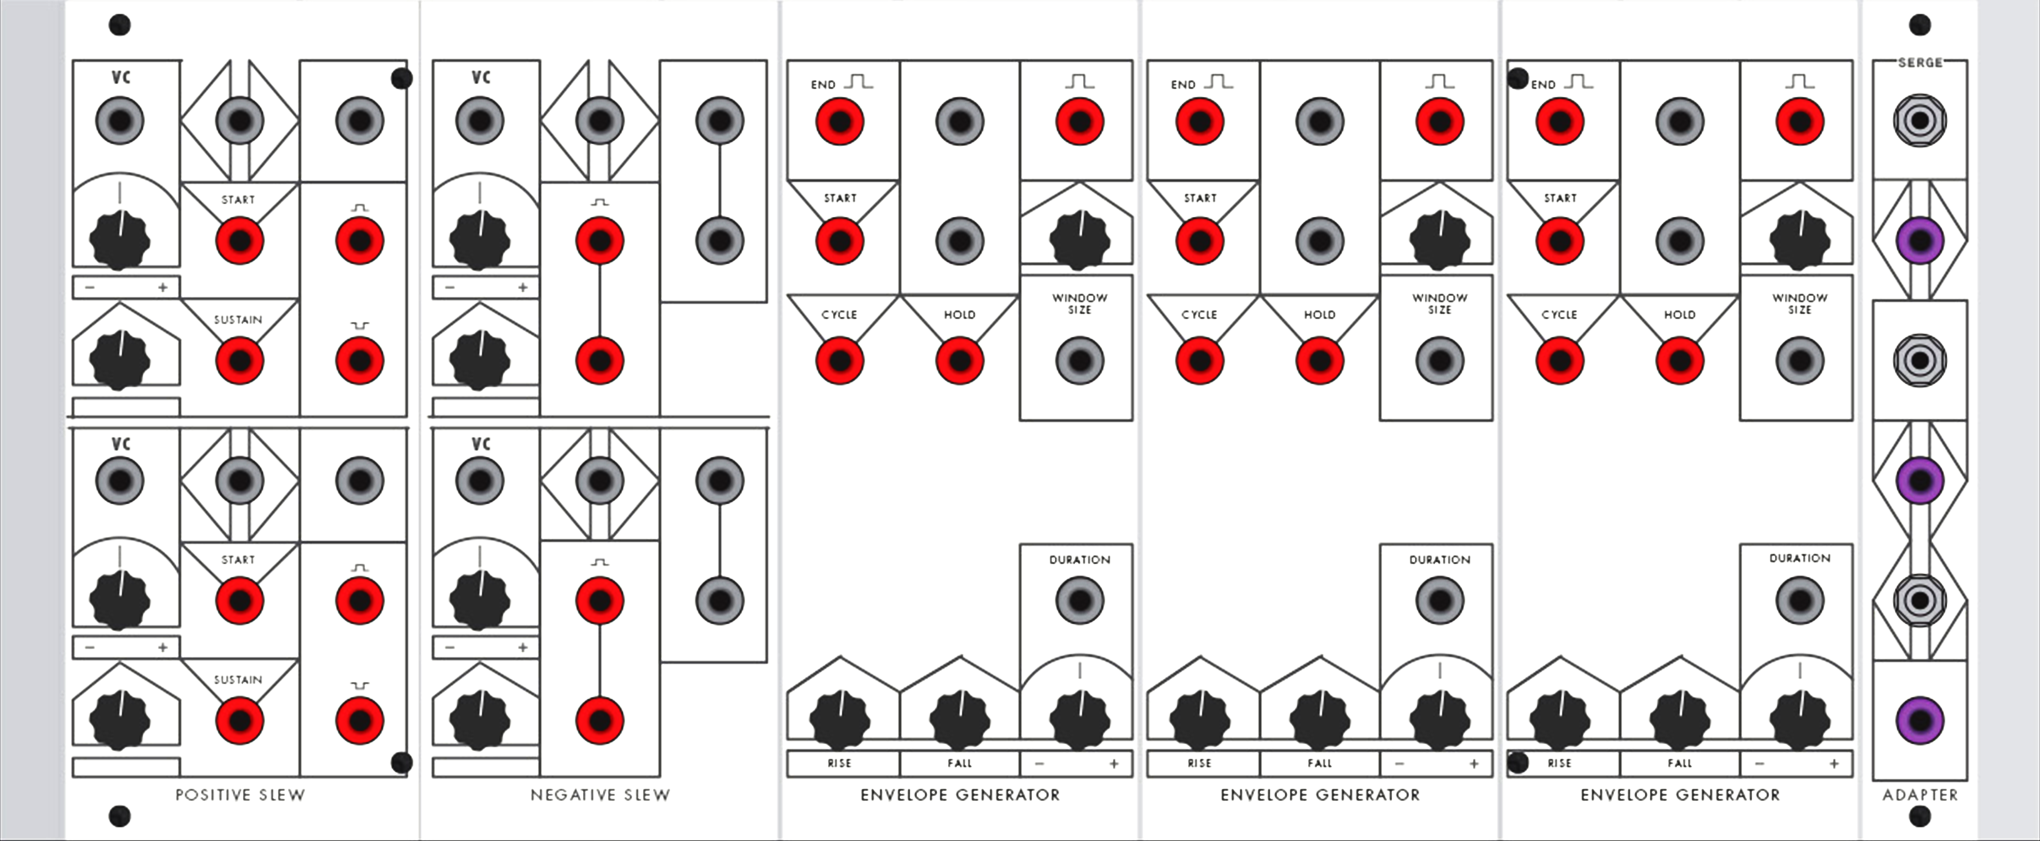 VC
START
- +
SUSTAIN
VC
START
- +
SUSTAIN
POSITIVE SLEW
VC
- +
VC
- +
NEGATIVE SLEW
END
START
CYCLE
HOLD
WINDOW
SIZE
DURATION
RISE
FALL
- +
ENVELOPE GENERATOR
END
START
CYCLE
HOLD
WINDOW
SIZE
DURATION
RISE
FALL
- +
ENVELOPE GENERATOR
END
START
CYCLE
HOLD
WINDOW
SIZE
DURATION
RISE
FALL
- +
ENVELOPE GENERATOR
SERGE
ADAPTER